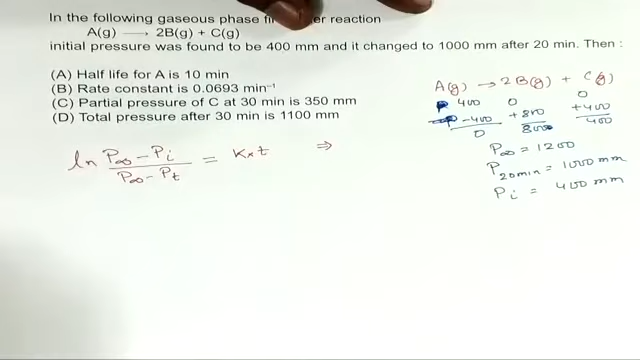 In the following gaseous phase fi er reaction
A(g) ⟶ 2B(g) + C(g)
initial pressure was found to be 400 mm and it changed to 1000 mm after 20 min. Then :
(A) Half life for A is 10 min
(B) Rate constant is 0.0693 min⁻¹
(C) Partial pressure of C at 30 min is 350 mm
(D) Total pressure after 30 min is 1100 mm
A(g) → 2B(g) + C(g)
400 0 0
-400 +800 +400
0 800 400
P∞ = 1200
P20min = 1000 mm
Pi = 400 mm
ln (P∞ - Pi)/(P∞ - Pt) = K×t ⇒